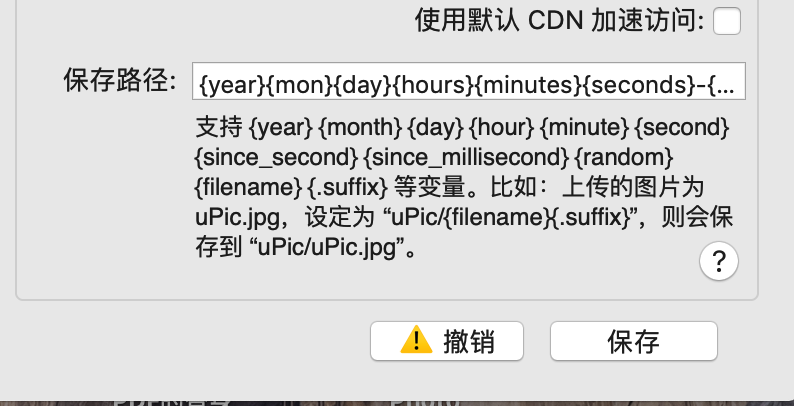 使用默认 CDN 加速访问:
保存路径: {year}{mon}{day}{hours}{minutes}{seconds}-{...
支持 {year} {month} {day} {hour} {minute} {second}
{since_second} {since_millisecond} {random}
{filename} {.suffix} 等变量。比如：上传的图片为
uPic.jpg，设定为 “uPic/{filename}{.suffix}”，则会保
存到 “uPic/uPic.jpg”。
?
撤销 保存